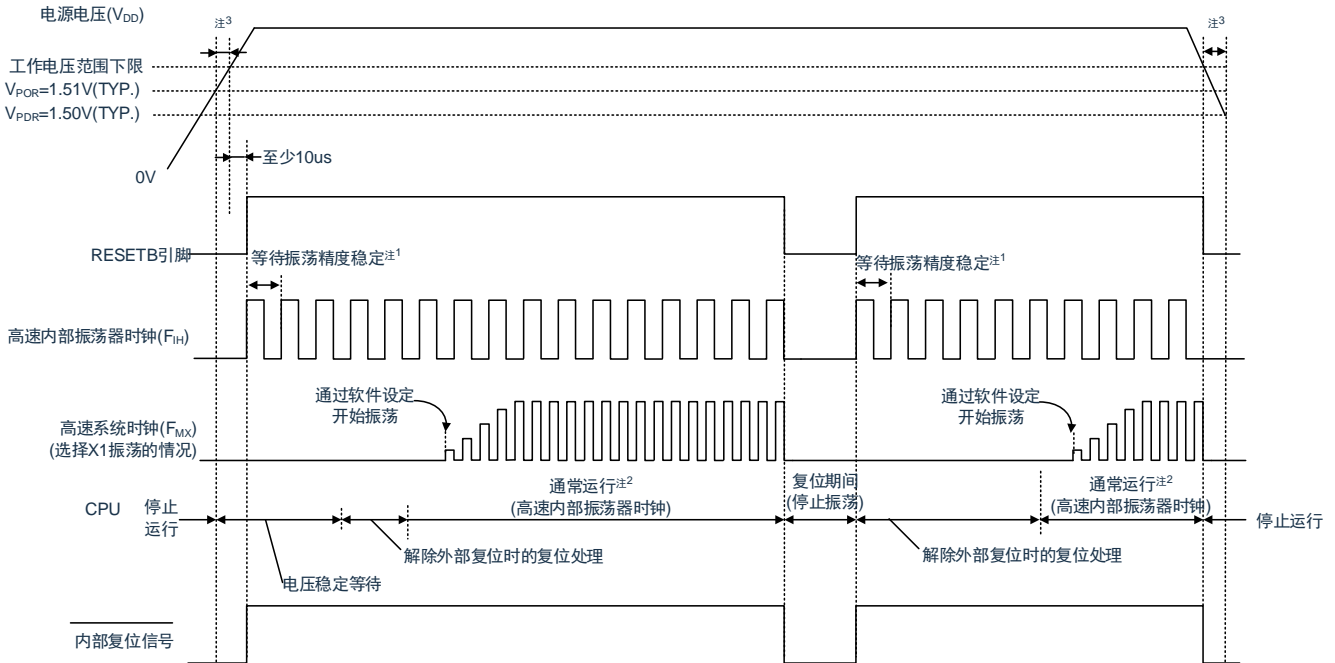 电源电压(VDD)
注3
注3
工作电压范围下限
VPOR=1.51V(TYP.)
VPDR=1.50V(TYP.)
至少10us
0V
RESETB引脚
等待振荡精度稳定注1
等待振荡精度稳定注1
高速内部振荡器时钟(FIH)
通过软件设定
开始振荡
通过软件设定
开始振荡
高速系统时钟(FMX)
(选择X1振荡的情况)
CPU
停止
运行
通常运行注2
(高速内部振荡器时钟)
复位期间
(停止振荡)
通常运行注2
(高速内部振荡器时钟)
停止运行
解除外部复位时的复位处理
解除外部复位时的复位处理
电压稳定等待
内部复位信号